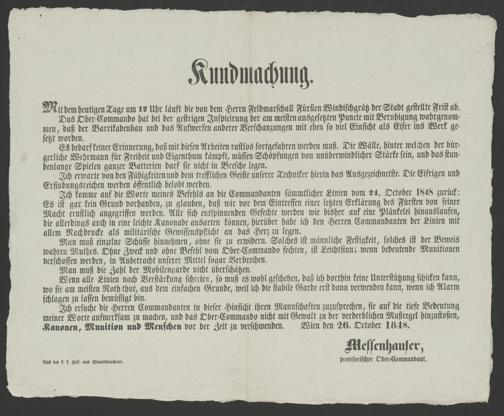 Kundmachung.
Mit dem heutigen Tage um 12 Uhr läuft die von dem Herrn Feldmarschall Fürsten Windischgrätz der Stadt gestellte Frist ab.
Das Ober-Commando hat bei der gestrigen Inspicirung der am meisten ausgesetzten Puncte mit Beruhigung wahrgenom-
men, daß der Barrikadenbau und das Aufwerfen anderer Verschanzungen mit eben so viel Einsicht als Eifer ins Werk ge-
setzt worden.
Es bedarf keiner Erinnerung, daß mit diesen Arbeiten rastlos fortgefahren werden muß. Die Wälle, hinter welchen der bür-
gerliche Wehrmann für Freiheit und Eigenthum kämpft, müssen Schöpfungen von unüberwindlicher Stärke sein, und das stun-
denlange Spielen ganzer Batterien darf sie nicht in Bresche legen.
Ich erwarte von den Fähigkeiten und dem trefflichen Geiste unserer Techniker hierin das Ausgezeichnetste. Die Eifrigen und
Erfindungsreichen werden öffentlich belobt werden.
Ich komme auf die Worte meines Befehls an die Commandanten sämmtlicher Linien vom 24. October 1848 zurück:
Es ist gar kein Grund vorhanden, zu glauben, daß wir vor dem Eintreffen einer letzten Erklärung des Fürsten von seiner
Macht ernstlich angegriffen werden. Alle sich entspinnenden Gefechte werden wie bisher auf eine Plänkelei hinauslaufen,
die allerdings auch in eine leichte Kanonade ausarten können, hierüber habe ich den Herren Commandanten der Linien mit
allem Nachdrucke als militärische Gewissenspflicht an das Herz zu legen.
Man muß einzelne Schüsse hinnehmen, ohne sie zu erwidern. Solches ist männliche Festigkeit, solches ist der Beweis
wahren Muthes. Ohne Zweck und ohne Befehl vom Ober-Commando fechten, ist Leichtsinn; wenn bedeutende Munitionen
verschossen werden, in Anbetracht unserer Mittel sogar Verbrechen.
Man muß die Zahl der Mobilengarde nicht überschätzen.
Wenn alle Linien nach Verstärkung schreien, so muß es wohl geschehen, daß ich dorthin keine Unterstützung schicken kann,
wo sie am meisten Noth thut, aus dem einfachen Grunde, weil ich die stabile Garde erst dann verwenden kann, wenn ich Alarm
schlagen zu lassen bemüssigt bin.
Ich ersuche die Herren Commandanten in dieser Hinsicht ihren Mannschaften zuzusprechen, sie auf die tiefe Bedeutung
meiner Worte aufmerksam zu machen, und das Ober-Commando nicht mit Gewalt zu der verderblichen Maßregel hinzustoßen,
Kanonen, Munition und Menschen vor der Zeit zu verschwenden. Wien den 26. October 1848.
Messenhauser,
provisorischer Ober-Commandant.
Aus der k. k. Hof- und Staatsdruckerei.